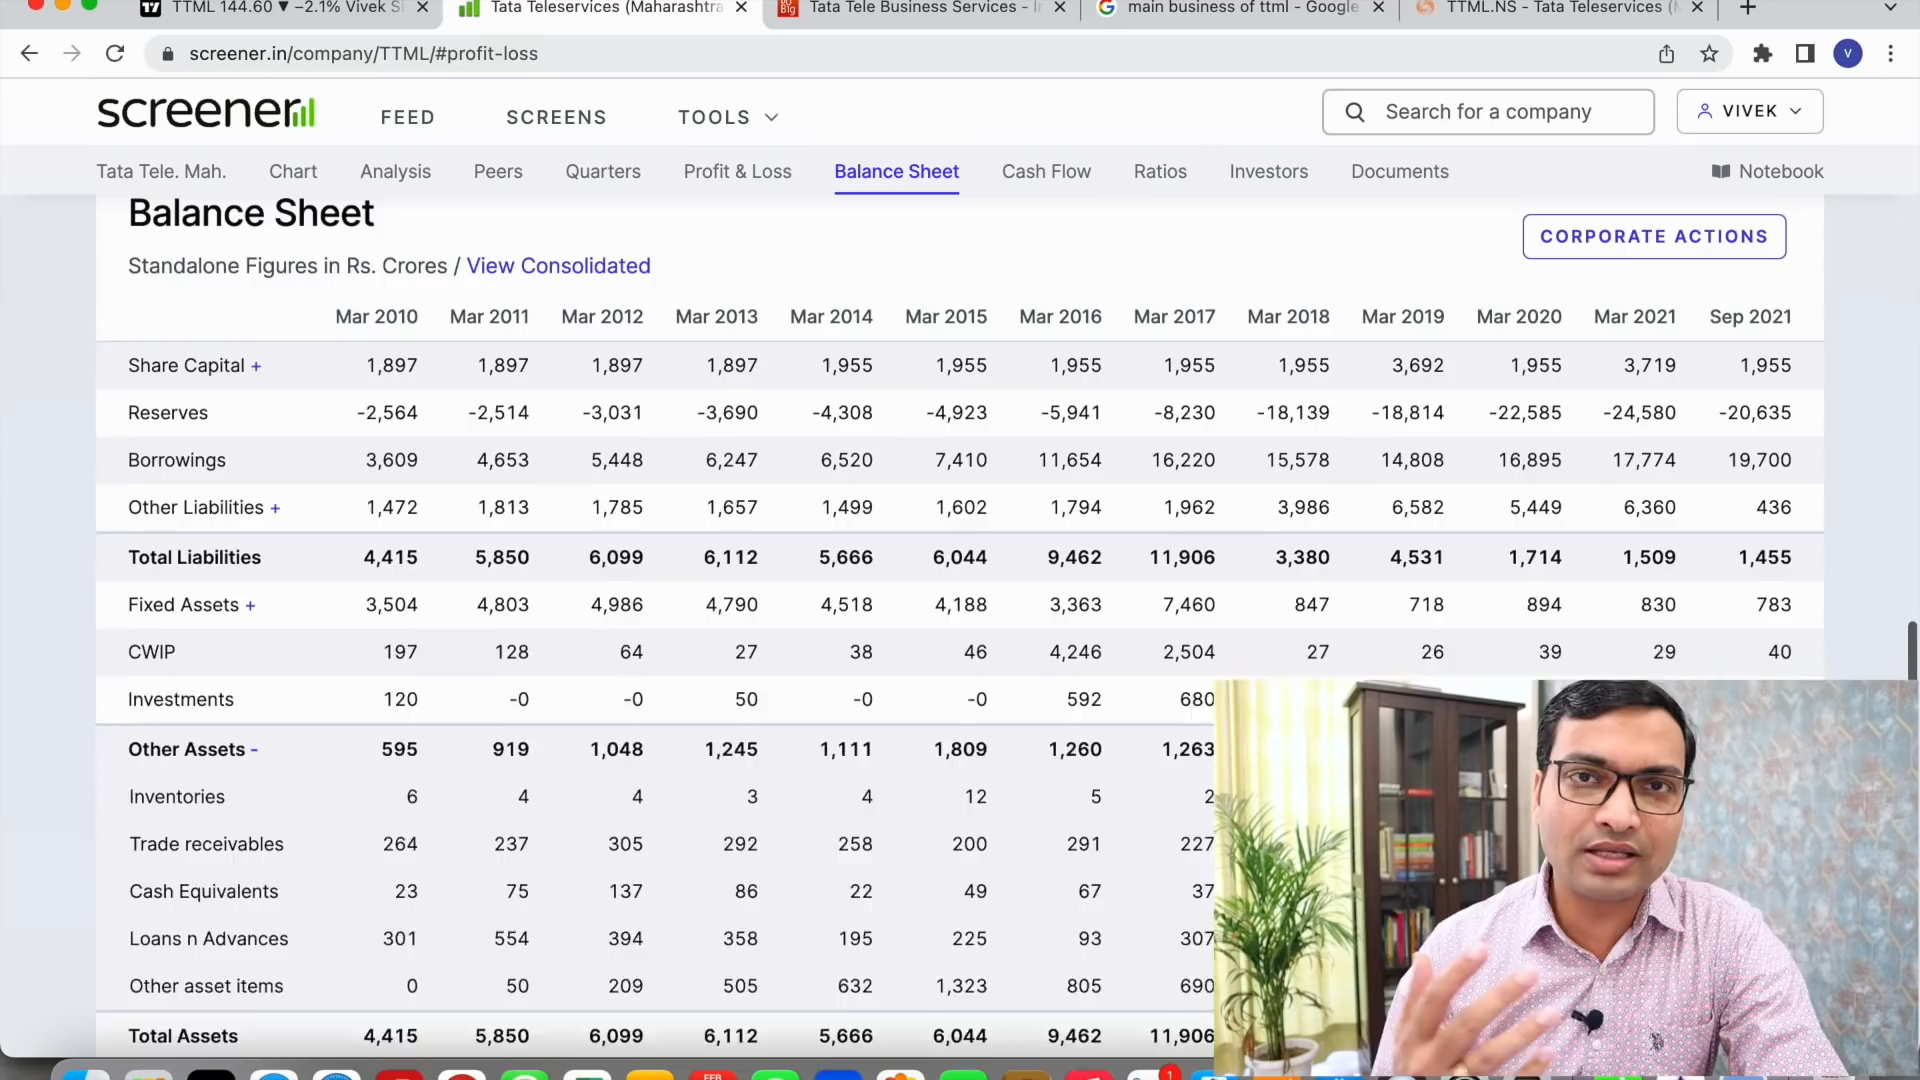 TTML 144.60 ▼ −2.1% Vivek Si
Tata Teleservices (Maharashtra
Tata Tele Business Services - I
main business of ttml - Google
TTML.NS - Tata Teleservices (M
screener.in/company/TTML/#profit-loss
V
screener
FEED
SCREENS
TOOLS
Search for a company
VIVEK
Tata Tele. Mah. Chart Analysis Peers Quarters Profit & Loss Balance Sheet Cash Flow Ratios Investors Documents Notebook
Balance Sheet
CORPORATE ACTIONS
Standalone Figures in Rs. Crores / View Consolidated
Mar 2010 Mar 2011 Mar 2012 Mar 2013 Mar 2014 Mar 2015 Mar 2016 Mar 2017 Mar 2018 Mar 2019 Mar 2020 Mar 2021 Sep 2021
Share Capital + 1,897 1,897 1,897 1,897 1,955 1,955 1,955 1,955 1,955 3,692 1,955 3,719 1,955
Reserves -2,564 -2,514 -3,031 -3,690 -4,308 -4,923 -5,941 -8,230 -18,139 -18,814 -22,585 -24,580 -20,635
Borrowings 3,609 4,653 5,448 6,247 6,520 7,410 11,654 16,220 15,578 14,808 16,895 17,774 19,700
Other Liabilities + 1,472 1,813 1,785 1,657 1,499 1,602 1,794 1,962 3,986 6,582 5,449 6,360 436
Total Liabilities 4,415 5,850 6,099 6,112 5,666 6,044 9,462 11,906 3,380 4,531 1,714 1,509 1,455
Fixed Assets + 3,504 4,803 4,986 4,790 4,518 4,188 3,363 7,460 847 718 894 830 783
CWIP 197 128 64 27 38 46 4,246 2,504 27 26 39 29 40
Investments 120 -0 -0 50 -0 -0 592 680
Other Assets - 595 919 1,048 1,245 1,111 1,809 1,260 1,263
Inventories 6 4 4 3 4 12 5 2
Trade receivables 264 237 305 292 258 200 291 227
Cash Equivalents 23 75 137 86 22 49 67 37
Loans n Advances 301 554 394 358 195 225 93 307
Other asset items 0 50 209 505 632 1,323 805 690
Total Assets 4,415 5,850 6,099 6,112 5,666 6,044 9,462 11,906
FEB
1